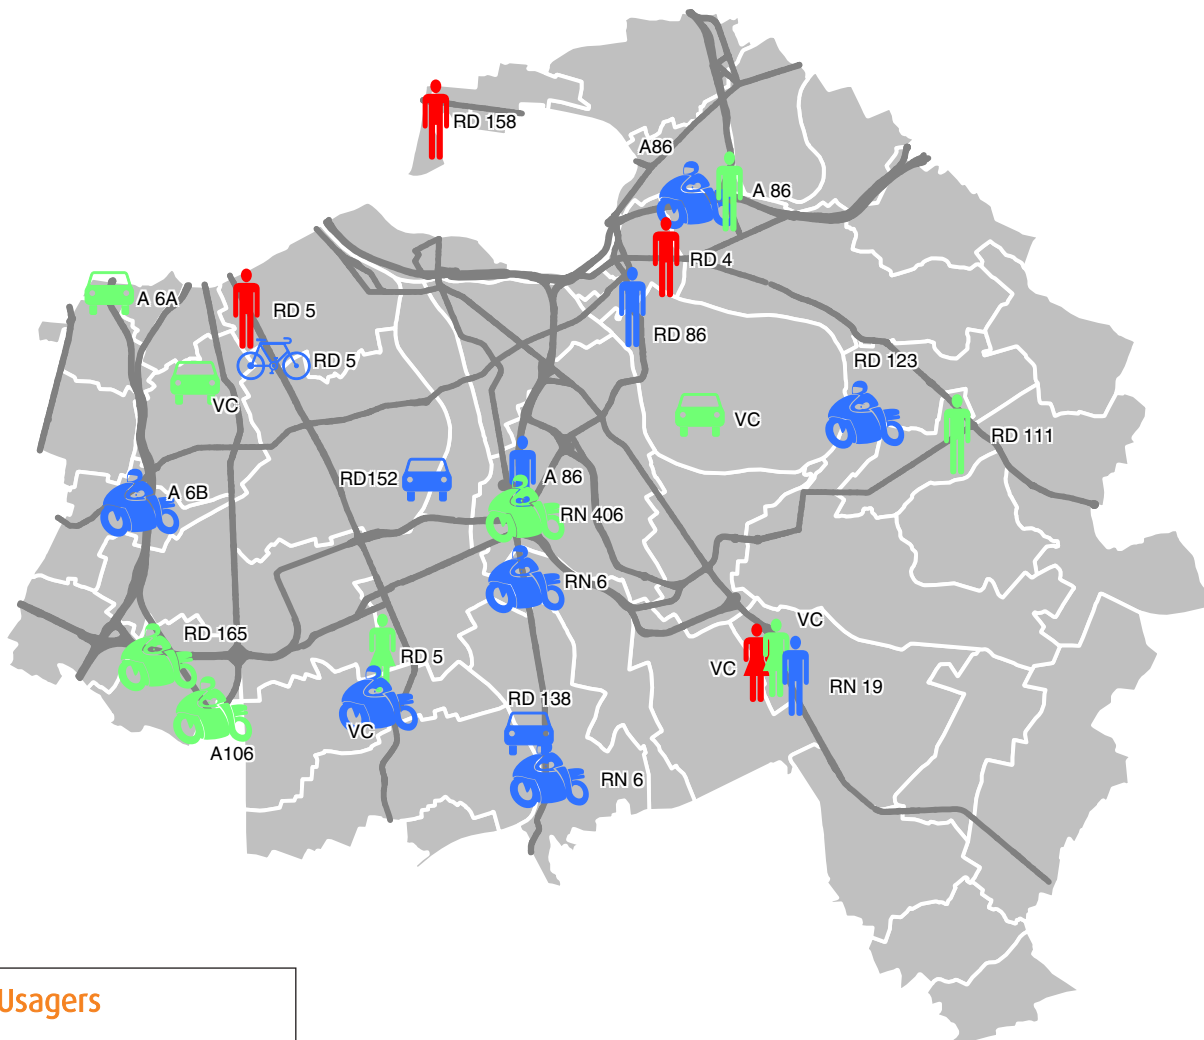 RD 158
A86
A 86
RD 4
A 6A
RD 5
RD 86
RD 5
RD 123
VC
VC
RD 111
RD152
A 86
A 6B
RN 406
RN 6
VC
RD 165
RD 5
VC
RN 19
RD 138
VC
A106
RN 6
Usagers